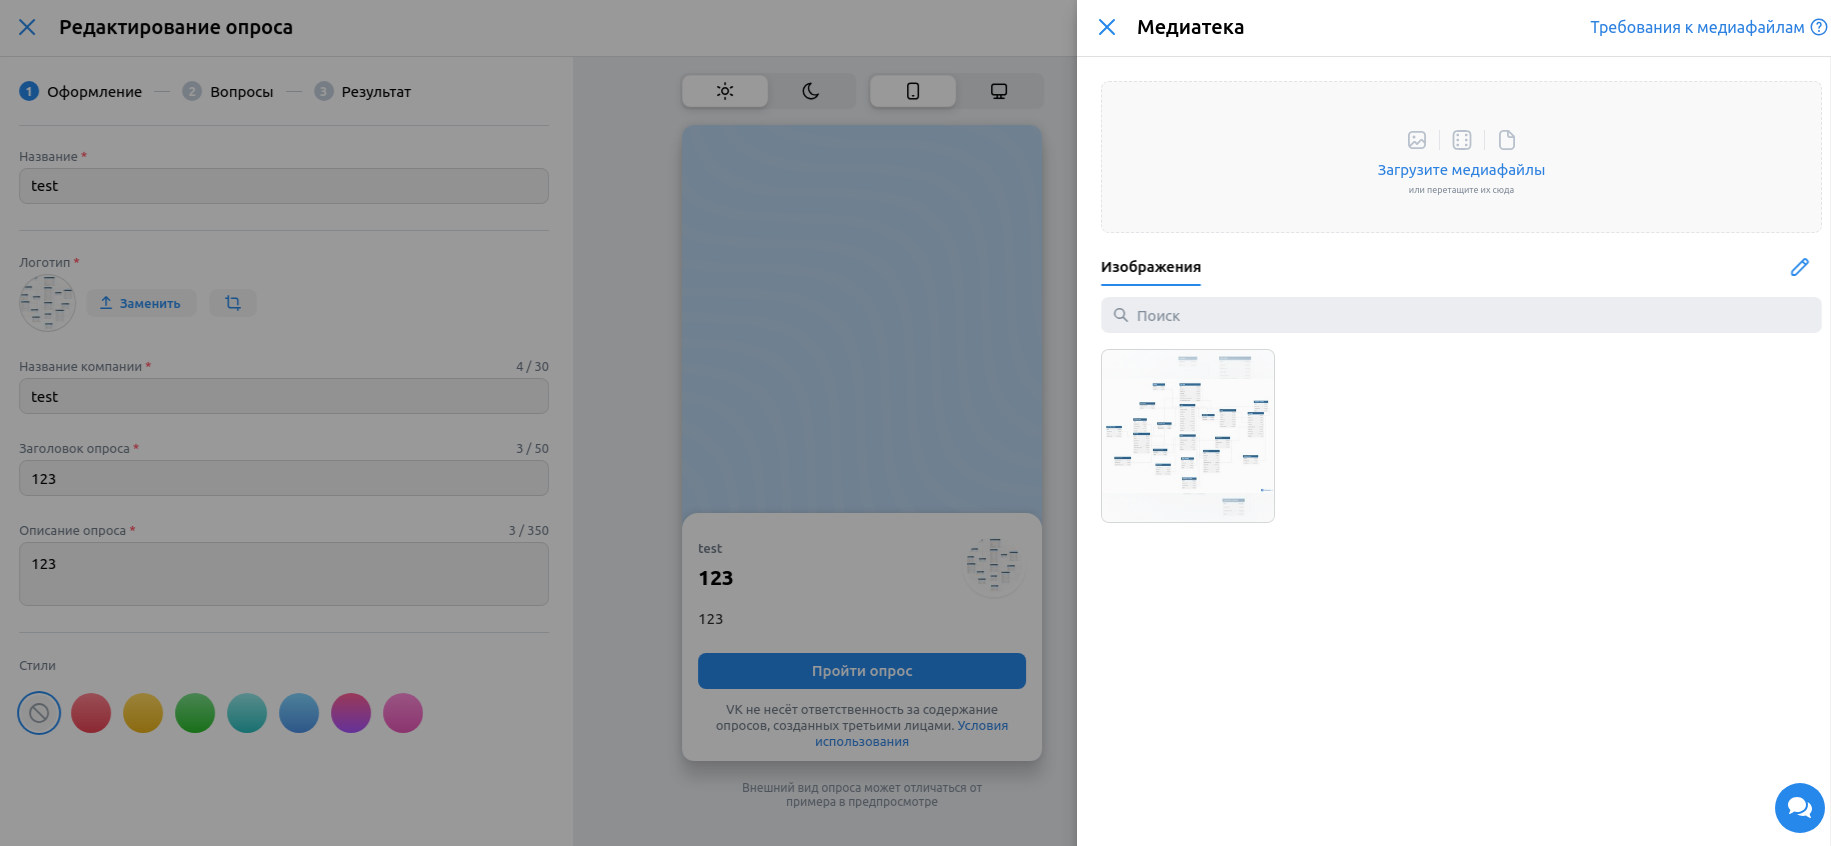 Редактирование опроса
1 Оформление
2 Вопросы
3 Результат
Название *
test
Логотип *
Заменить
Название компании * 4 / 30
test
Заголовок опроса * 3 / 50
123
Описание опроса * 3 / 350
123
Стили
test
123
123
Пройти опрос
VK не несёт ответственность за содержание
опросов, созданных третьими лицами. Условия
использования
Внешний вид опроса может отличаться от
примера в предпросмотре
Медиатека
Требования к медиафайлам ?
Загрузите медиафайлы
или перетащите их сюда
Изображения
Поиск